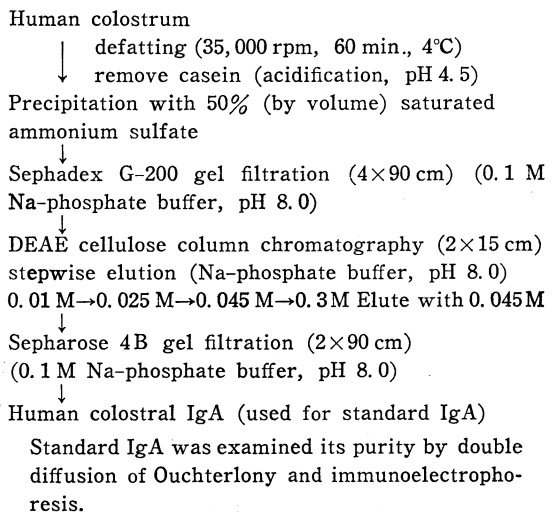 Human colostrum
defatting (35,000 rpm, 60 min., 4℃)
remove casein (acidification, pH 4.5)
Precipitation with 50% (by volume) saturated
ammonium sulfate
↓
Sephadex G-200 gel filtration (4×90 cm) (0.1 M
Na-phosphate buffer, pH 8.0)
↓
DEAE cellulose column chromatography (2×15 cm)
stepwise elution (Na-phosphate buffer, pH 8.0)
0.01 M→0.025 M→0.045 M→0.3 M Elute with 0.045 M
↓
Sepharose 4B gel filtration (2×90 cm)
(0.1 M Na-phosphate buffer, pH 8.0)
↓
Human colostral IgA (used for standard IgA)
Standard IgA was examined its purity by double
diffusion of Ouchterlony and immunoelectropho-
resis.